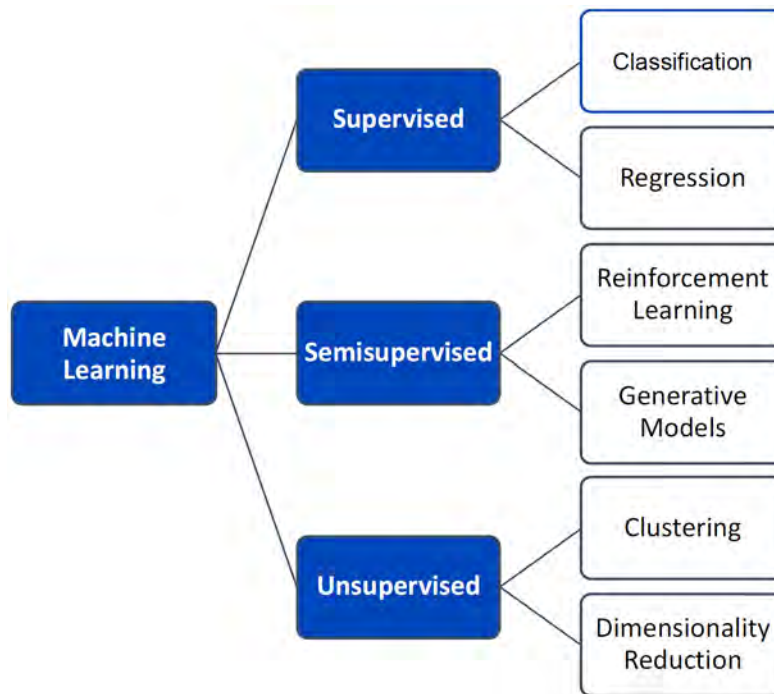 Classification
Supervised
Regression
Reinforcement
Learning
Machine
Learning
Semisupervised
Generative
Models
Clustering
Unsupervised
Dimensionality
Reduction